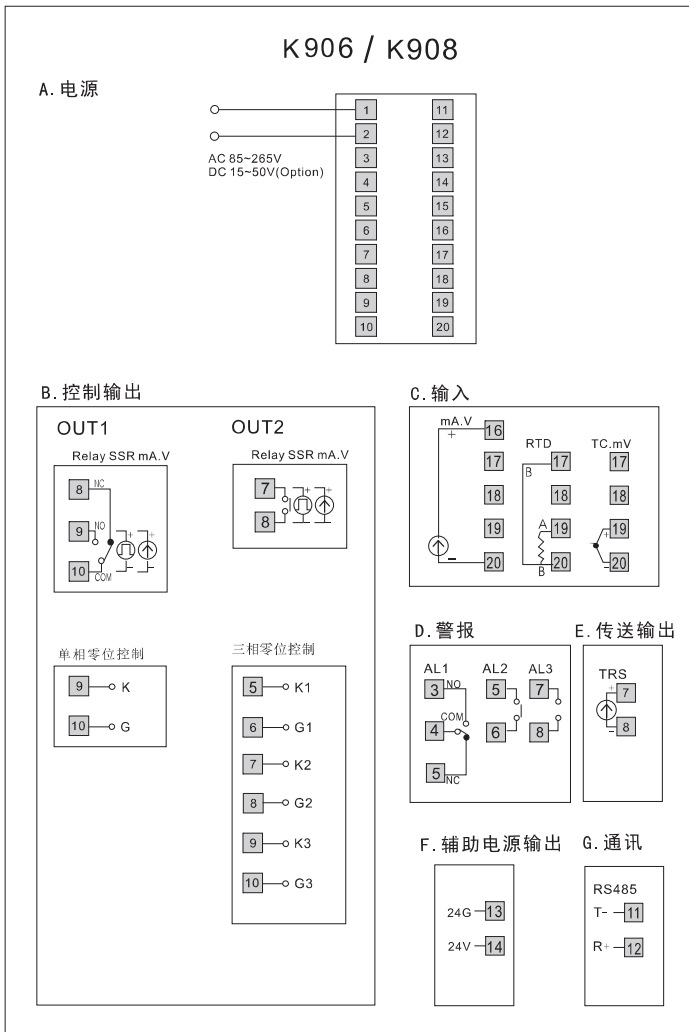 K906 / K908
A.电源
1 11
2 12
AC 85~265V
DC 15~50V(Option)
3 13
4 14
5 15
6 16
7 17
8 18
9 19
10 20
B.控制输出
OUT1
Relay SSR mA.V
8 NC
9 NO
10 COM
+ +
- -
OUT2
Relay SSR mA.V
7
8
+ +
单相零位控制
9 K
10 G
三相零位控制
5 K1
6 G1
7 K2
8 G2
9 K3
10 G3
C.输入
mA.V
+
16
17
18
19
- 20
RTD
B 17
18
A 19
B 20
TC.mV
17
18
+ 19
- 20
D.警报
AL1
3 NO
4 COM
5 NC
AL2
5
6
AL3
7
8
E.传送输出
TRS
+ 7
- 8
F.辅助电源输出
24G 13
24V 14
G.通讯
RS485
T- 11
R+ 12